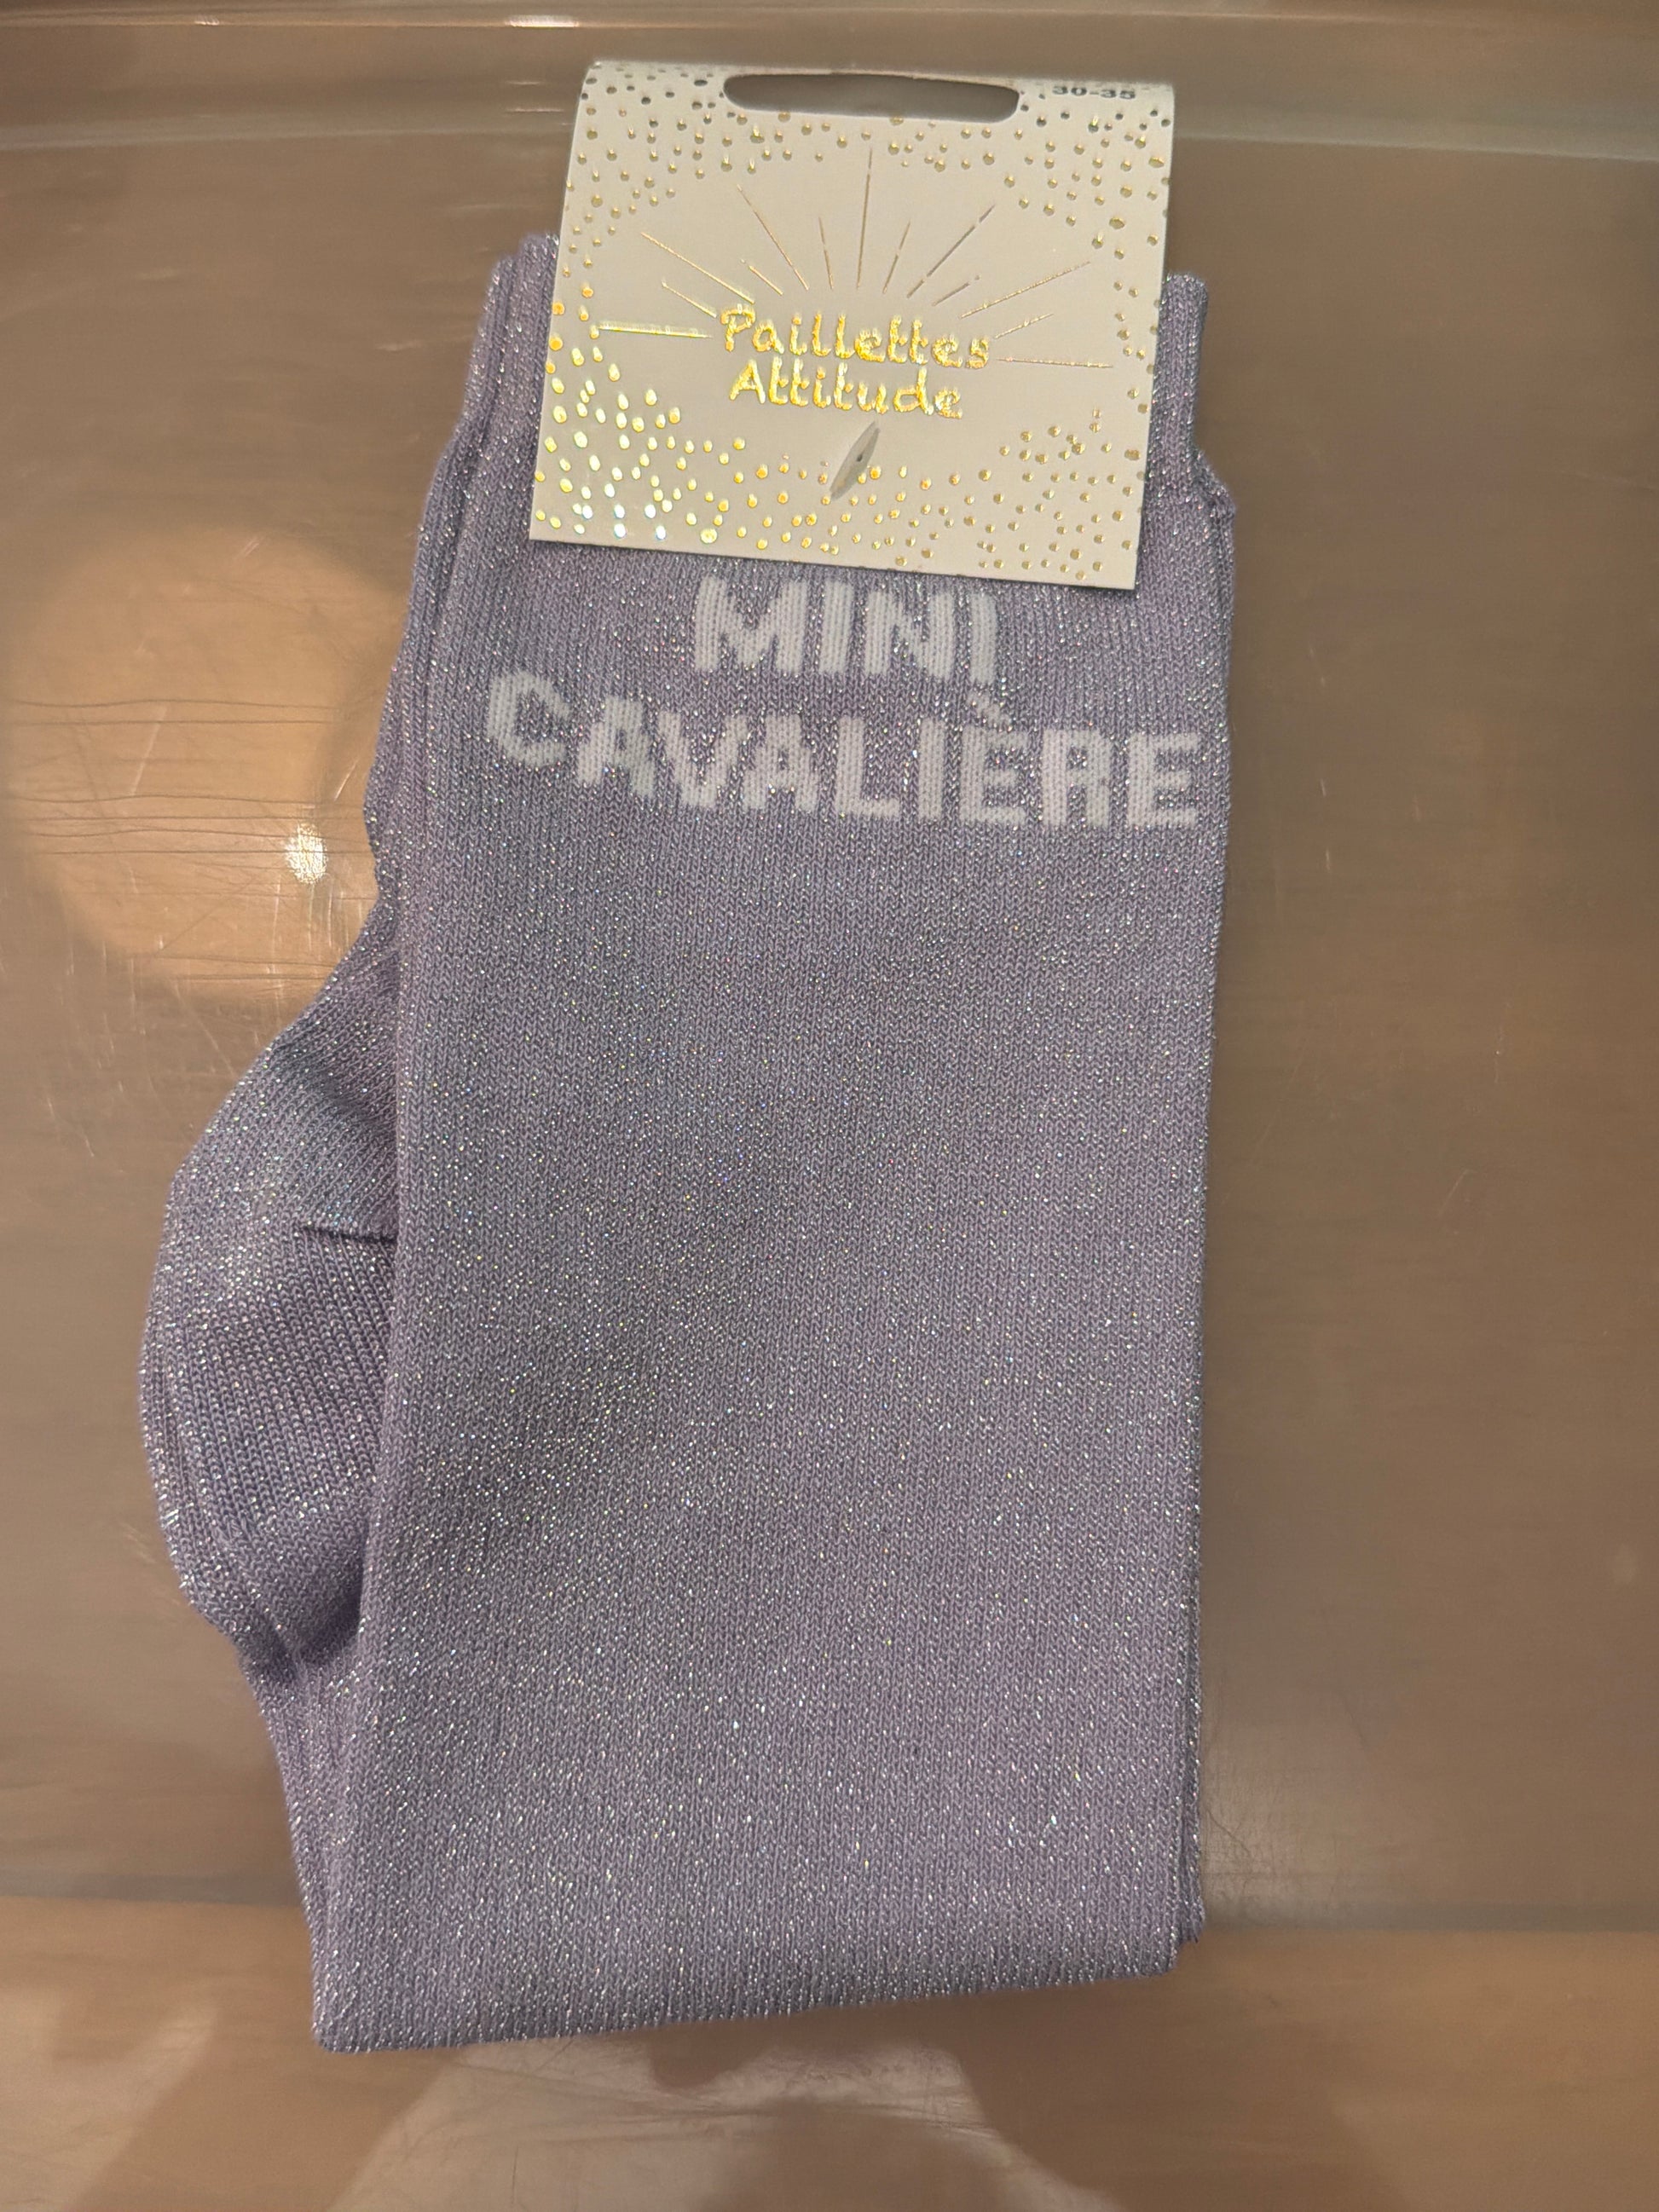 30-35
Paillettes
Attitude
MINI
CAVALIÈRE